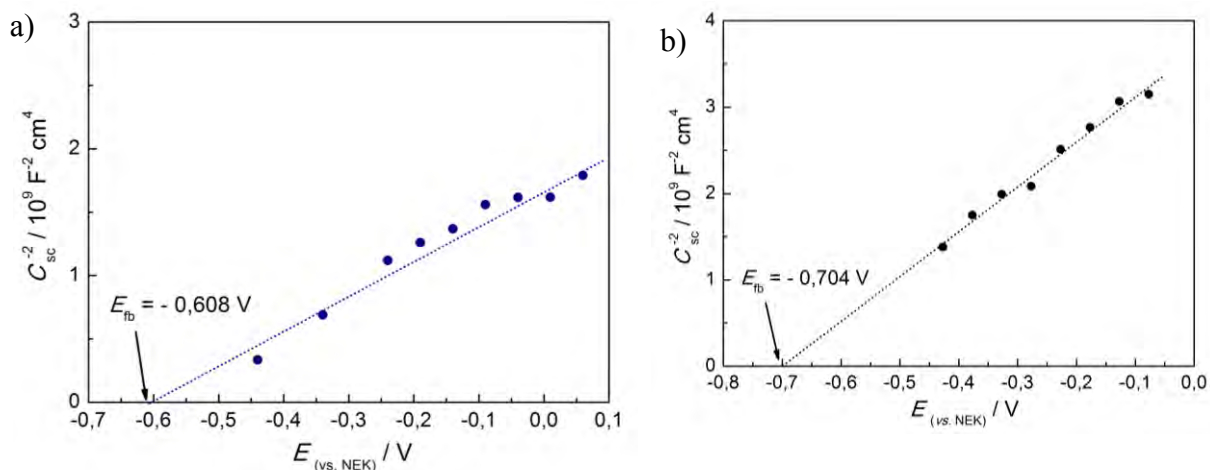 a)
3
2
1
0
C_sc^-2 / 10^9 F^-2 cm^4
E_fb = - 0,608 V
-0,7 -0,6 -0,5 -0,4 -0,3 -0,2 -0,1 0,0 0,1
E_(vs. NEK) / V
b)
4
3
2
1
0
C_sc^-2 / 10^9 F^-2 cm^4
E_fb = - 0,704 V
-0,8 -0,7 -0,6 -0,5 -0,4 -0,3 -0,2 -0,1 0,0
E_(vs. NEK) / V